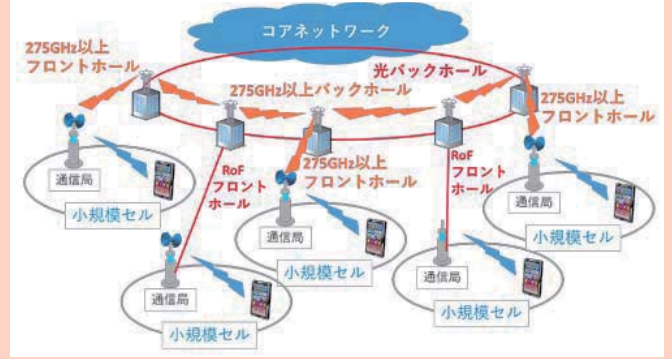 コアネットワーク
275GHz以上
フロントホール
光バックホール
275GHz以上バックホール
275GHz以上
フロントホール
275GHz以上
フロントホール
RoF
フロント
ホール
RoF
フロント
ホール
通信局
小規模セル
通信局
小規模セル
通信局
小規模セル
通信局
小規模セル
通信局
小規模セル